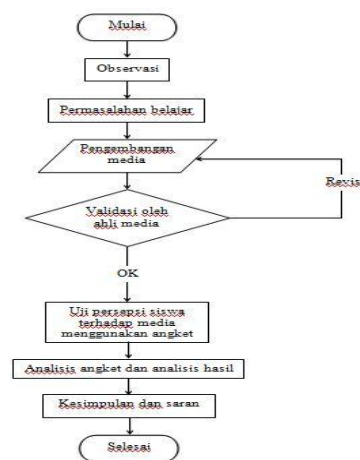 Mulai
Observasi
Permasalahan belajar
Pengembangan
media
Revis
Validasi oleh
ahli media
OK
Uji persepsi siswa
terhadap media
menggunakan angket
Analisis angket dan analisis hasil
Kesimpulan dan saran
Selesai